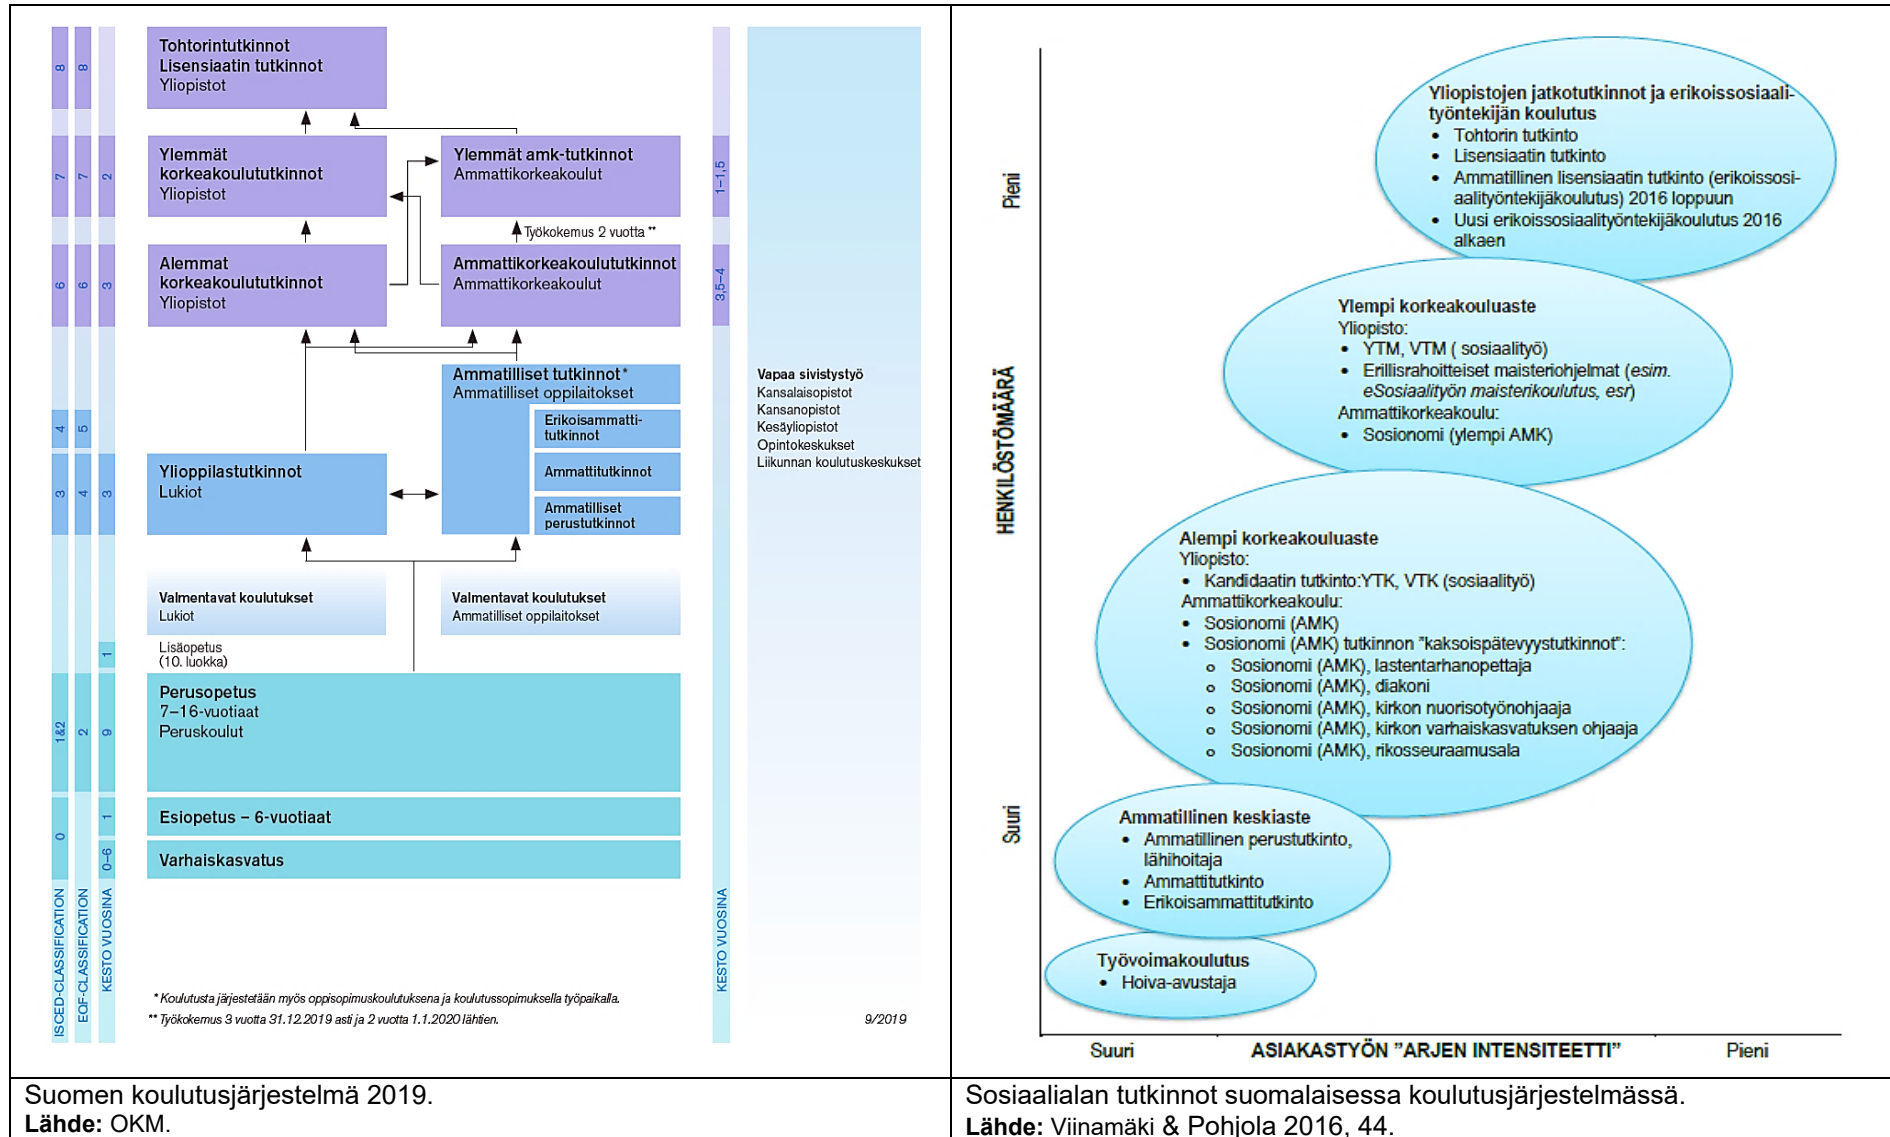 Tohtorintutkinnot
Lisensiaatin tutkinnot
Yliopistot
8
8
Ylemmät
korkeakoulututkinnot
Yliopistot
Ylemmät amk-tutkinnot
Ammattikorkeakoulut
7
7
2
1–1,5
Työkokemus 2 vuotta **
Alemmat
korkeakoulututkinnot
Yliopistot
Ammattikorkeakoulututkinnot
Ammattikorkeakoulut
6
6
3
3,5–4
Ammatilliset tutkinnot *
Ammatilliset oppilaitokset
Erikoisammatti-
tutkinnot
4
5
Ylioppilastutkinnot
Lukiot
Ammattitutkinnot
Ammatilliset
perustutkinnot
3
4
3
Valmentavat koulutukset
Lukiot
Valmentavat koulutukset
Ammatilliset oppilaitokset
Lisäopetus
(10. luokka)
1
Perusopetus
7–16-vuotiaat
Peruskoulut
1&2
2
9
Esiopetus – 6-vuotiaat
1
0
Varhaiskasvatus
0–6
ISCED-CLASSIFICATION
EQF-CLASSIFICATION
KESTO VUOSINA
KESTO VUOSINA
Vapaa sivistystyö
Kansalaisopistot
Kansanopistot
Kesäyliopistot
Opintokeskukset
Liikunnan koulutuskeskukset
* Koulutusta järjestetään myös oppisopimuskoulutuksena ja koulutussopimuksella työpaikalla.
** Työkokemus 3 vuotta 31.12.2019 asti ja 2 vuotta 1.1.2020 lähtien.
9/2019
Suomen koulutusjärjestelmä 2019.
Lähde: OKM.
Yliopistojen jatkotutkinnot ja erikoissosiaali-
työntekijän koulutus
• Tohtorin tutkinto
• Lisensiaatin tutkinto
• Ammatillinen lisensiaatin tutkinto (erikoissosi-
aalityöntekijäkoulutus) 2016 loppuun
• Uusi erikoissosiaalityöntekijäkoulutus 2016
alkaen
Pieni
Ylempi korkeakouluaste
Yliopisto:
• YTM, VTM ( sosiaalityö)
• Erillisrahoitteiset maisteriohjelmat (esim.
eSosiaalityön maisterikoulutus, esr)
Ammattikorkeakoulu:
• Sosionomi (ylempi AMK)
HENKILÖSTÖMÄÄRÄ
Alempi korkeakouluaste
Yliopisto:
• Kandidaatin tutkinto:YTK, VTK (sosiaalityö)
Ammattikorkeakoulu:
• Sosionomi (AMK)
• Sosionomi (AMK) tutkinnon ”kaksoispätevyystutkinnot”:
o Sosionomi (AMK), lastentarhanopettaja
o Sosionomi (AMK), diakoni
o Sosionomi (AMK), kirkon nuorisotyönohjaaja
o Sosionomi (AMK), kirkon varhaiskasvatuksen ohjaaja
o Sosionomi (AMK), rikosseuraamusala
Suuri
Ammatillinen keskiaste
• Ammatillinen perustutkinto,
lähihoitaja
• Ammattitutkinto
• Erikoisammattitutkinto
Työvoimakoulutus
• Hoiva-avustaja
Suuri
ASIAKASTYÖN ”ARJEN INTENSITEETTI”
Pieni
Sosiaalialan tutkinnot suomalaisessa koulutusjärjestelmässä.
Lähde: Viinamäki & Pohjola 2016, 44.